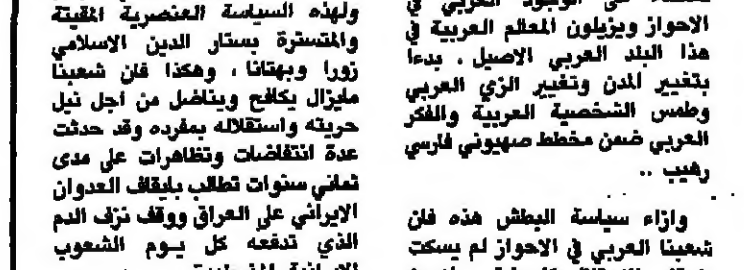 الاحواز ويزيلون المعالم العربية في
هذا البلد العربي الاصيل . بدءا
بتغيير المدن وتغيير الزي العربي
وطمس الشخصية العربية والفكر
العربي ضمن مخطط صهيوني فارسي
رهيب ..
وازاء سياسة البطش هذه فان
شعبنا العربي في الاحواز لم يسكت
ولهذه السياسة العنصرية المقيتة
والمتسترة بستار الدين الاسلامي
زورا وبهتانا ، وهكذا فان شعبنا
مايزال يكافح ويناضل من اجل نيل
حريته واستقلاله بمفرده وقد حدثت
عدة انتفاضات وتظاهرات على مدى
ثماني سنوات تطالب بايقاف العدوان
الايراني على العراق ووقف نزف الدم
الذي تدفعه كل يوم الشعوب